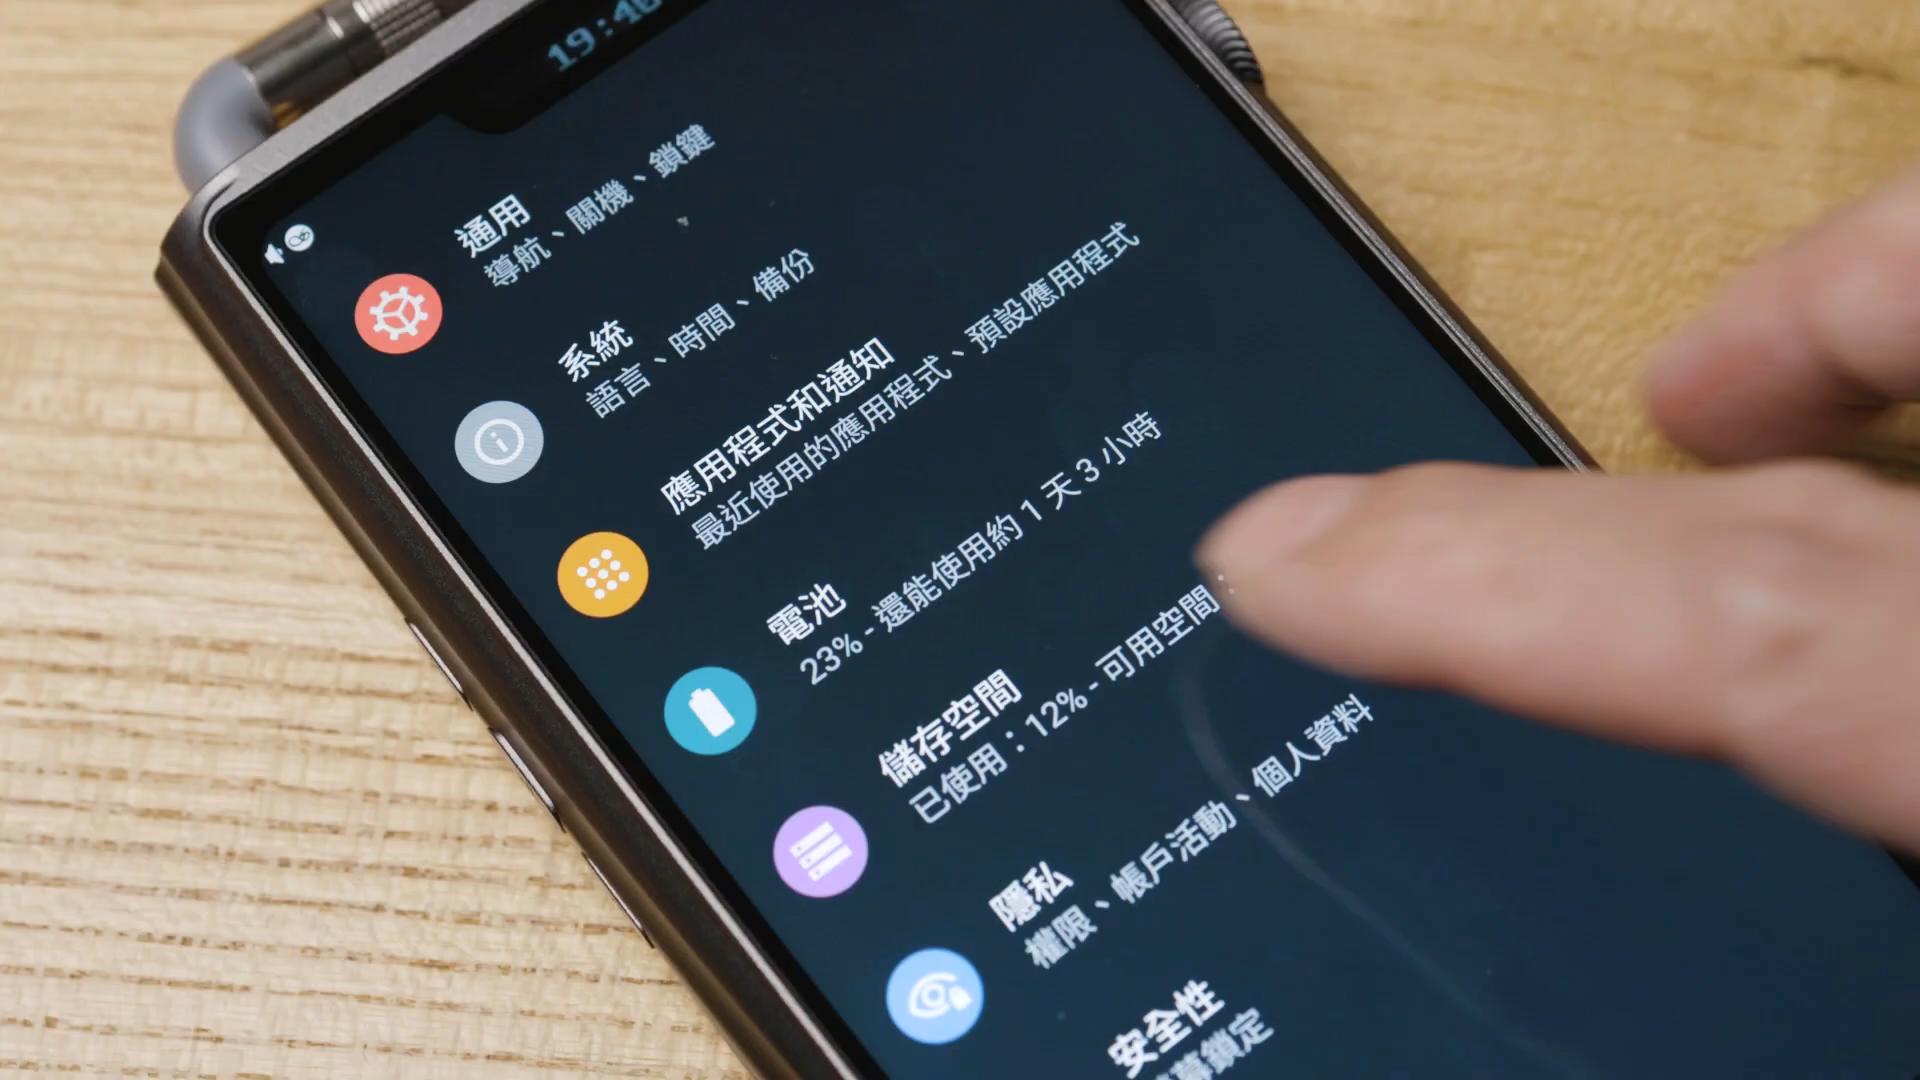 19:46
通用
導航、關機、鎖鍵
系統
語言、時間、備份
應用程式和通知
最近使用的應用程式、預設應用程式
電池
23% - 還能使用約 1 天 3 小時
儲存空間
已使用：12% - 可用空間
隱私
權限、帳戶活動、個人資料
安全性
幕鎖定